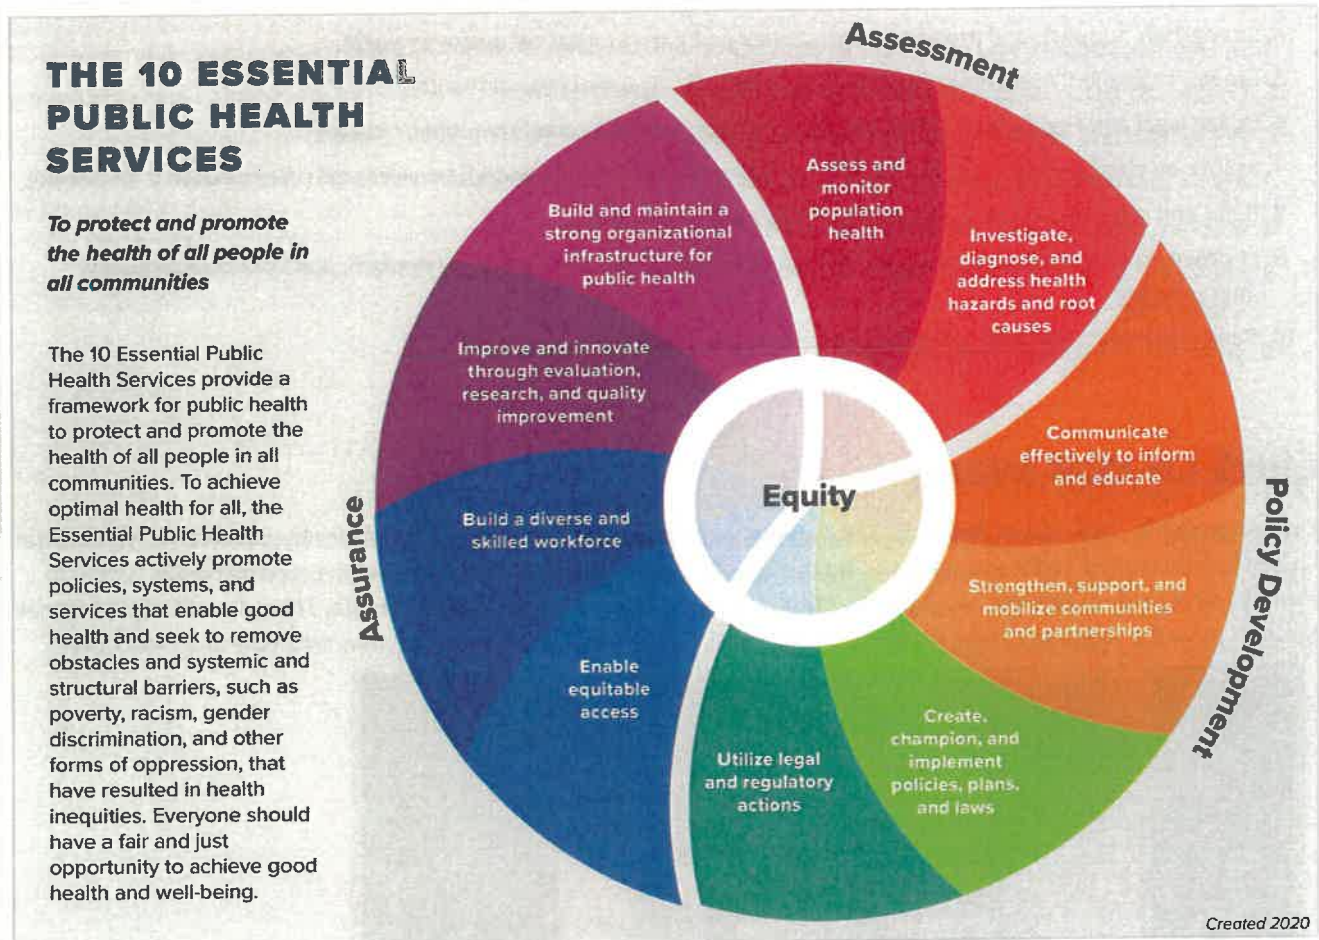 THE 10 ESSENTIAL
PUBLIC HEALTH
SERVICES
To protect and promote
the health of all people in
all communities
The 10 Essential Public
Health Services provide a
framework for public health
to protect and promote the
health of all people in all
communities. To achieve
optimal health for all, the
Essential Public Health
Services actively promote
policies, systems, and
services that enable good
health and seek to remove
obstacles and systemic and
structural barriers, such as
poverty, racism, gender
discrimination, and other
forms of oppression, that
have resulted in health
inequities. Everyone should
have a fair and just
opportunity to achieve good
health and well-being.
Assessment
Assess and
monitor
population
health
Investigate,
diagnose, and
address health
hazards and root
causes
Policy Development
Communicate
effectively to inform
and educate
Strengthen, support, and
mobilize communities
and partnerships
Create,
champion, and
implement
policies, plans,
and laws
Utilize legal
and regulatory
actions
Assurance
Enable
equitable
access
Build a diverse and
skilled workforce
Improve and innovate
through evaluation,
research, and quality
improvement
Build and maintain a
strong organizational
infrastructure for
public health
Equity
Created 2020